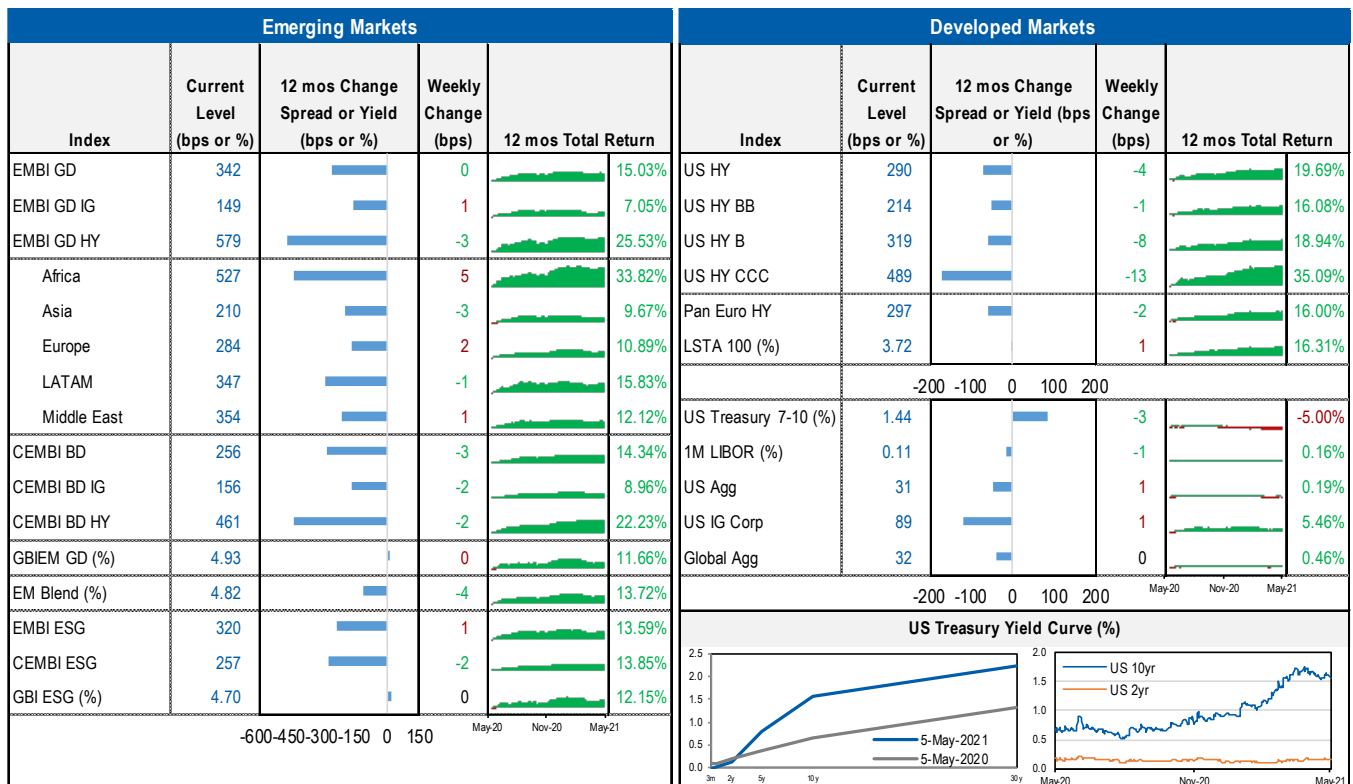 Emerging Markets
Index Current Level (bps or %) 12 mos Change Spread or Yield (bps or %) Weekly Change (bps) 12 mos Total Return
EMBI GD 342 0 15.03%
EMBI GD IG 149 1 7.05%
EMBI GD HY 579 -3 25.53%
Africa 527 5 33.82%
Asia 210 -3 9.67%
Europe 284 2 10.89%
LATAM 347 -1 15.83%
Middle East 354 1 12.12%
CEMBI BD 256 -3 14.34%
CEMBI BD IG 156 -2 8.96%
CEMBI BD HY 461 -2 22.23%
GBIEM GD (%) 4.93 0 11.66%
EM Blend (%) 4.82 -4 13.72%
EMBI ESG 320 1 13.59%
CEMBI ESG 257 -2 13.85%
GBI ESG (%) 4.70 0 12.15%
-600-450-300-150 0 150
May-20 Nov-20 May-21
Developed Markets
Index Current Level (bps or %) 12 mos Change Spread or Yield (bps or %) Weekly Change (bps) 12 mos Total Return
US HY 290 -4 19.69%
US HY BB 214 -1 16.08%
US HY B 319 -8 18.94%
US HY CCC 489 -13 35.09%
Pan Euro HY 297 -2 16.00%
LSTA 100 (%) 3.72 1 16.31%
-200 -100 0 100 200
US Treasury 7-10 (%) 1.44 -3 -5.00%
1M LIBOR (%) 0.11 -1 0.16%
US Agg 31 1 0.19%
US IG Corp 89 1 5.46%
Global Agg 32 0 0.46%
-200 -100 0 100 200
May-20 Nov-20 May-21
US Treasury Yield Curve (%)
2.5
2.0
1.5
1.0
0.5
0.0
3m 2y 5y 10y 30y
5-May-2021
5-May-2020
2.0
1.5
1.0
0.5
0.0
US 10yr
US 2yr
May-20 Nov-20 May-21